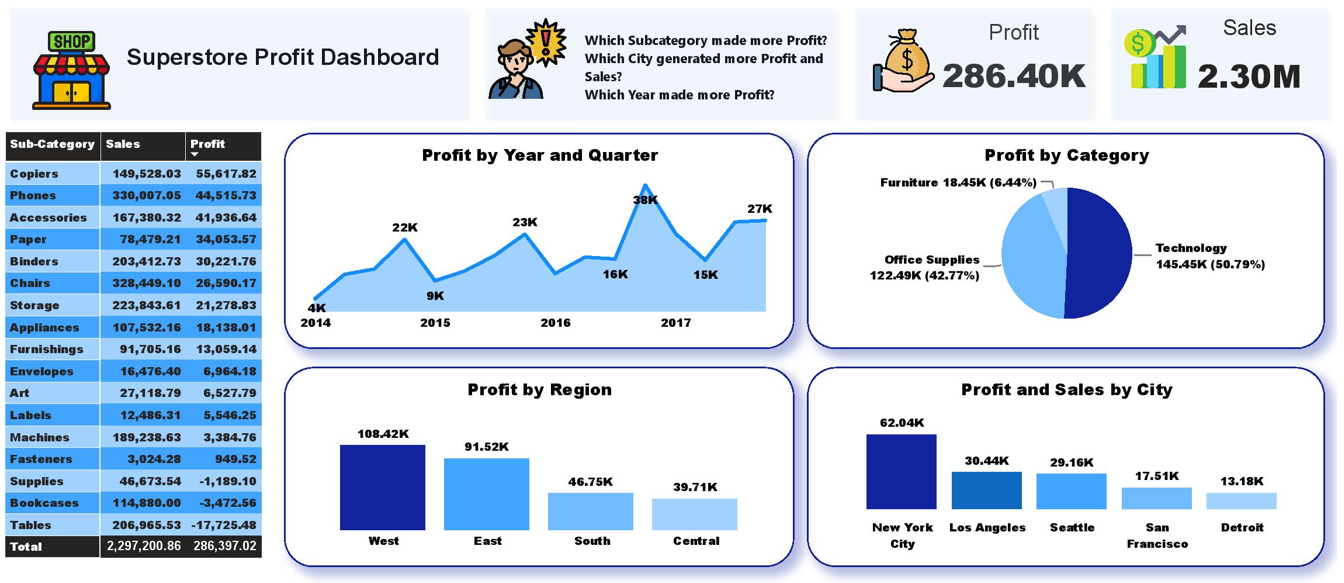 SHOP
Superstore Profit Dashboard
Which Subcategory made more Profit?
Which City generated more Profit and
Sales?
Which Year made more Profit?
Profit
286.40K
Sales
2.30M
Sub-Category Sales Profit
Copiers 149,528.03 55,617.82
Phones 330,007.05 44,515.73
Accessories 167,380.32 41,936.64
Paper 78,479.21 34,053.57
Binders 203,412.73 30,221.76
Chairs 328,449.10 26,590.17
Storage 223,843.61 21,278.83
Appliances 107,532.16 18,138.01
Furnishings 91,705.16 13,059.14
Envelopes 16,476.40 6,964.18
Art 27,118.79 6,527.79
Labels 12,486.31 5,546.25
Machines 189,238.63 3,384.76
Fasteners 3,024.28 949.52
Supplies 46,673.54 -1,189.10
Bookcases 114,880.00 -3,472.56
Tables 206,965.53 -17,725.48
Total 2,297,200.86 286,397.02
Profit by Year and Quarter
4K
22K
9K
23K
16K
38K
15K
27K
2014 2015 2016 2017
Profit by Category
Furniture 18.45K (6.44%)
Office Supplies
122.49K (42.77%)
Technology
145.45K (50.79%)
Profit by Region
108.42K
91.52K
46.75K
39.71K
West East South Central
Profit and Sales by City
62.04K
30.44K
29.16K
17.51K
13.18K
New York
City
Los Angeles
Seattle
San
Francisco
Detroit